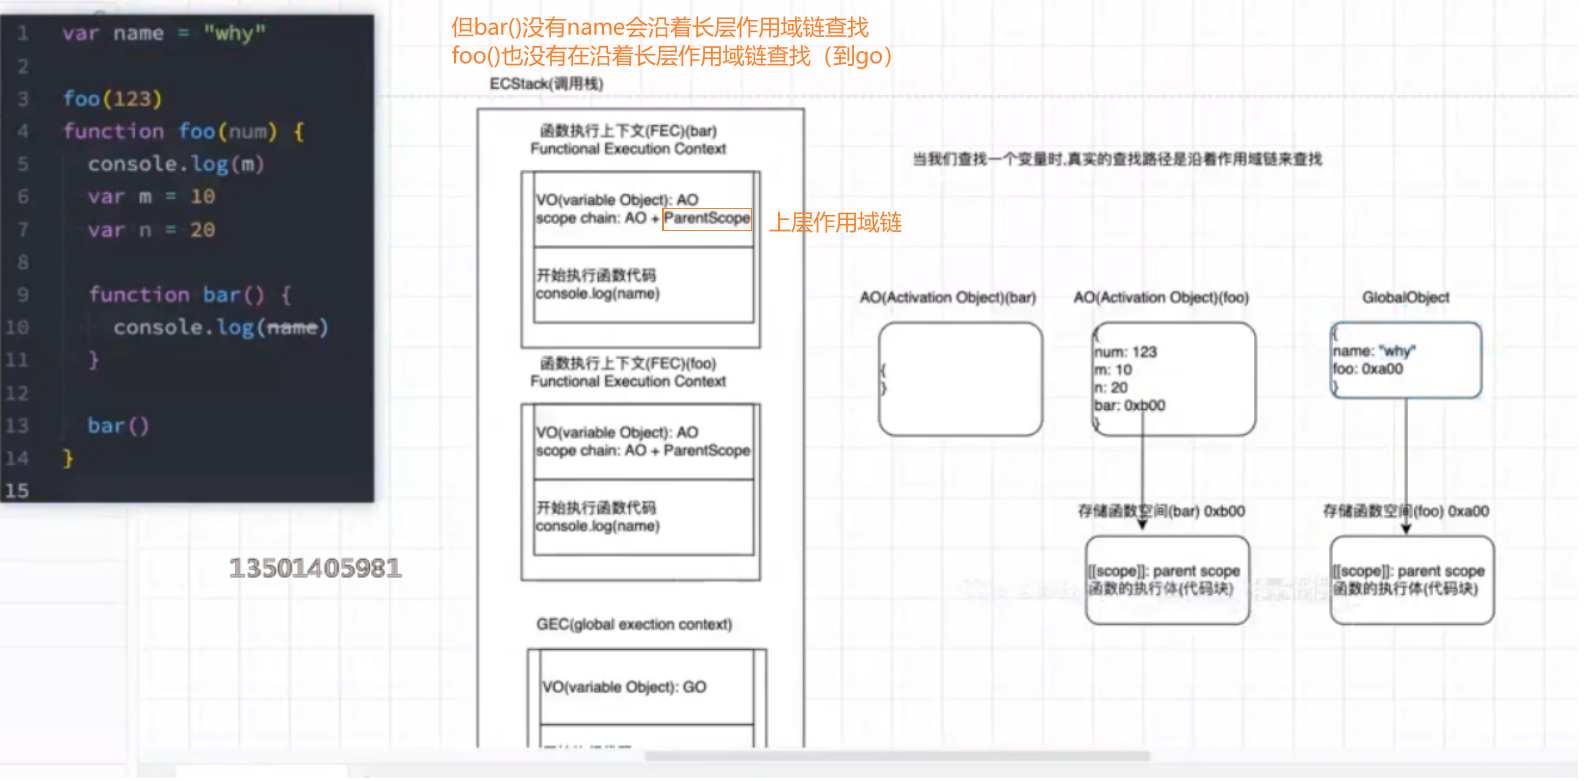 1 var name = "why"
2
3 foo(123)
4 function foo(num) {
5 console.log(m)
6 var m = 10
7 var n = 20
8
9 function bar() {
10 console.log(name)
11 }
12
13 bar()
14 }
15
13501405981
但bar()没有name会沿着长层作用域链查找
foo()也没有在沿着长层作用域链查找（到go）
ECStack(调用栈)
函数执行上下文(FEC)(bar)
Functional Execution Context
VO(variable Object): AO
scope chain: AO + ParentScope
上层作用域链
开始执行函数代码
console.log(name)
函数执行上下文(FEC)(foo)
Functional Execution Context
VO(variable Object): AO
scope chain: AO + ParentScope
开始执行函数代码
console.log(name)
GEC(global exection context)
VO(variable Object): GO
当我们查找一个变量时,真实的查找路径是沿着作用域链来查找
AO(Activation Object)(bar)
{
}
AO(Activation Object)(foo)
{
num: 123
m: 10
n: 20
bar: 0xb00
}
GlobalObject
{
name: "why"
foo: 0xa00
}
存储函数空间(bar) 0xb00
[[scope]]: parent scope
函数的执行体(代码块)
存储函数空间(foo) 0xa00
[[scope]]: parent scope
函数的执行体(代码块)